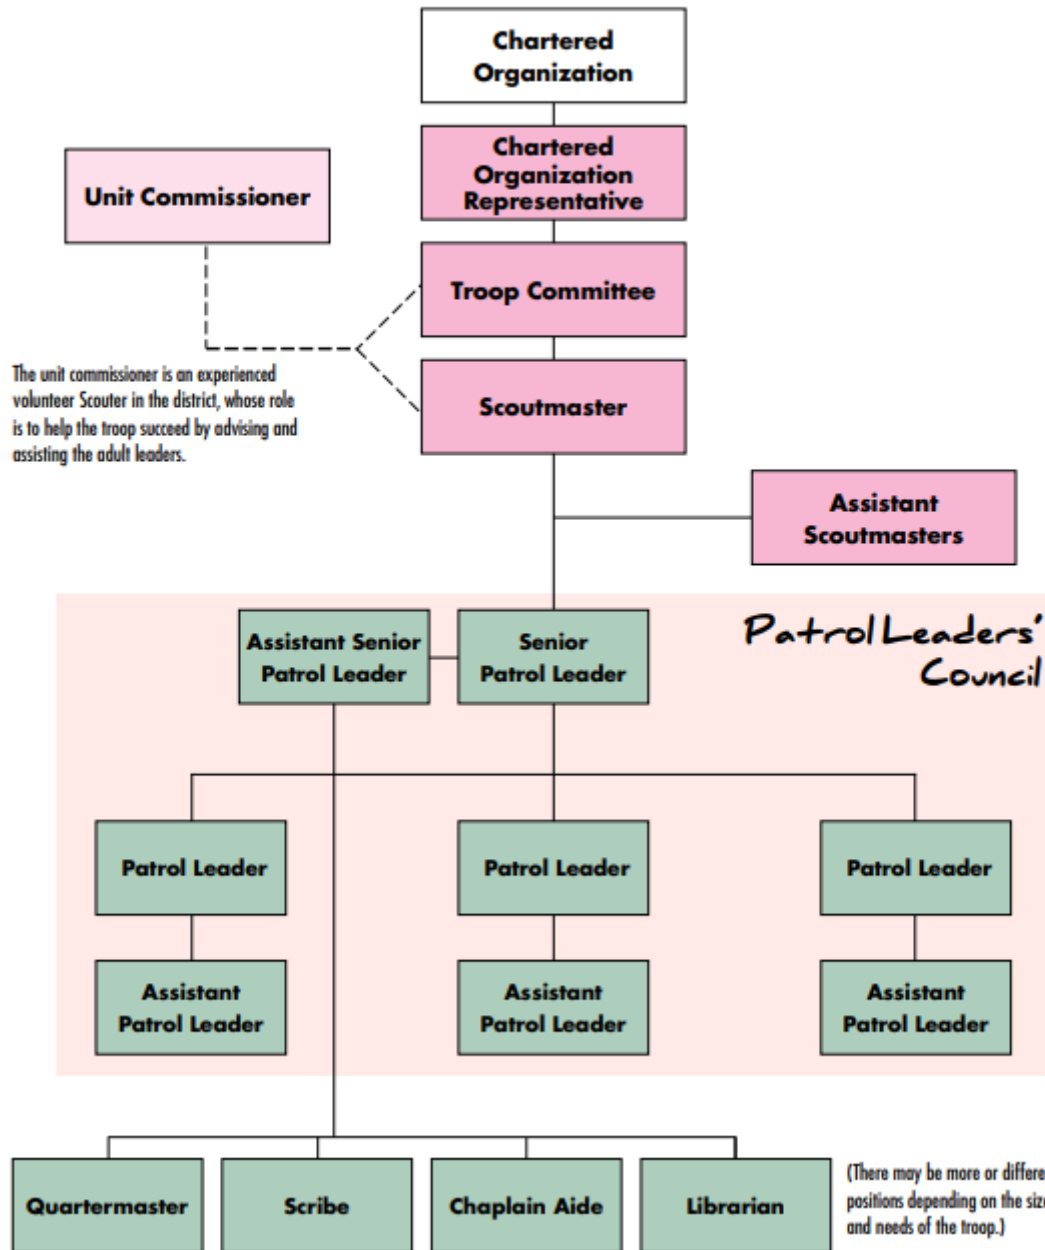 Chartered
Organization
Chartered
Organization
Representative
Unit Commissioner
Troop Committee
The unit commissioner is an experienced
volunteer Scouter in the district, whose role
is to help the troop succeed by advising and
assisting the adult leaders.
Scoutmaster
Assistant
Scoutmasters
Patrol Leaders'
Council
Assistant Senior
Patrol Leader
Senior
Patrol Leader
Patrol Leader
Patrol Leader
Patrol Leader
Assistant
Patrol Leader
Assistant
Patrol Leader
Assistant
Patrol Leader
Quartermaster
Scribe
Chaplain Aide
Librarian
(There may be more or differe
positions depending on the size
and needs of the troop.)